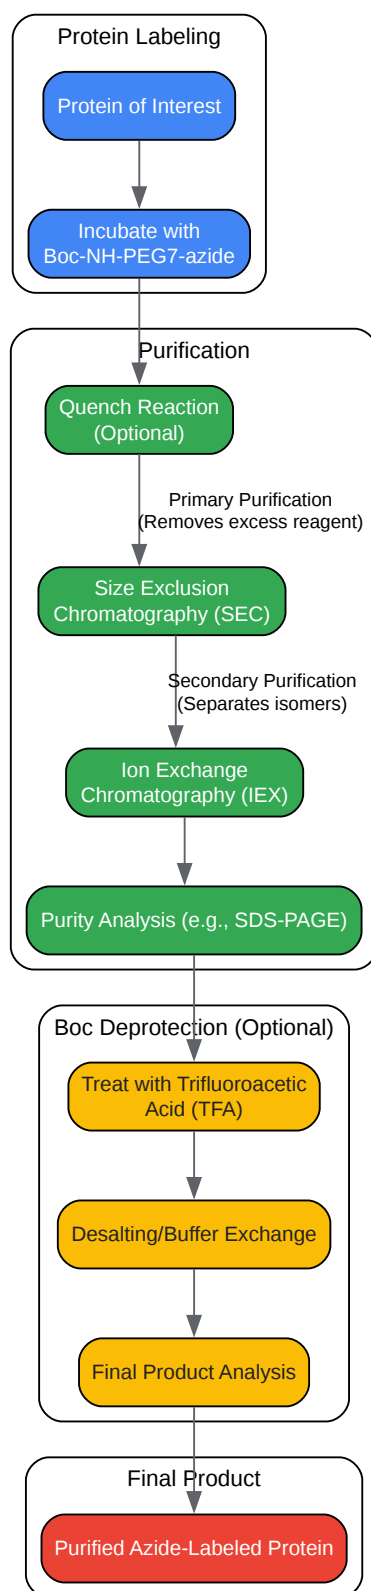 Protein Labeling
Protein of Interest
Incubate with
Boc-NH-PEG7-azide
Purification
Quench Reaction
(Optional)
Primary Purification
(Removes excess reagent)
Size Exclusion
Chromatography (SEC)
Secondary Purification
(Separates isomers)
Ion Exchange
Chromatography (IEX)
Purity Analysis (e.g., SDS-PAGE)
Boc Deprotection (Optional)
Treat with Trifluoroacetic
Acid (TFA)
Desalting/Buffer Exchange
Final Product Analysis
Final Product
Purified Azide-Labeled Protein